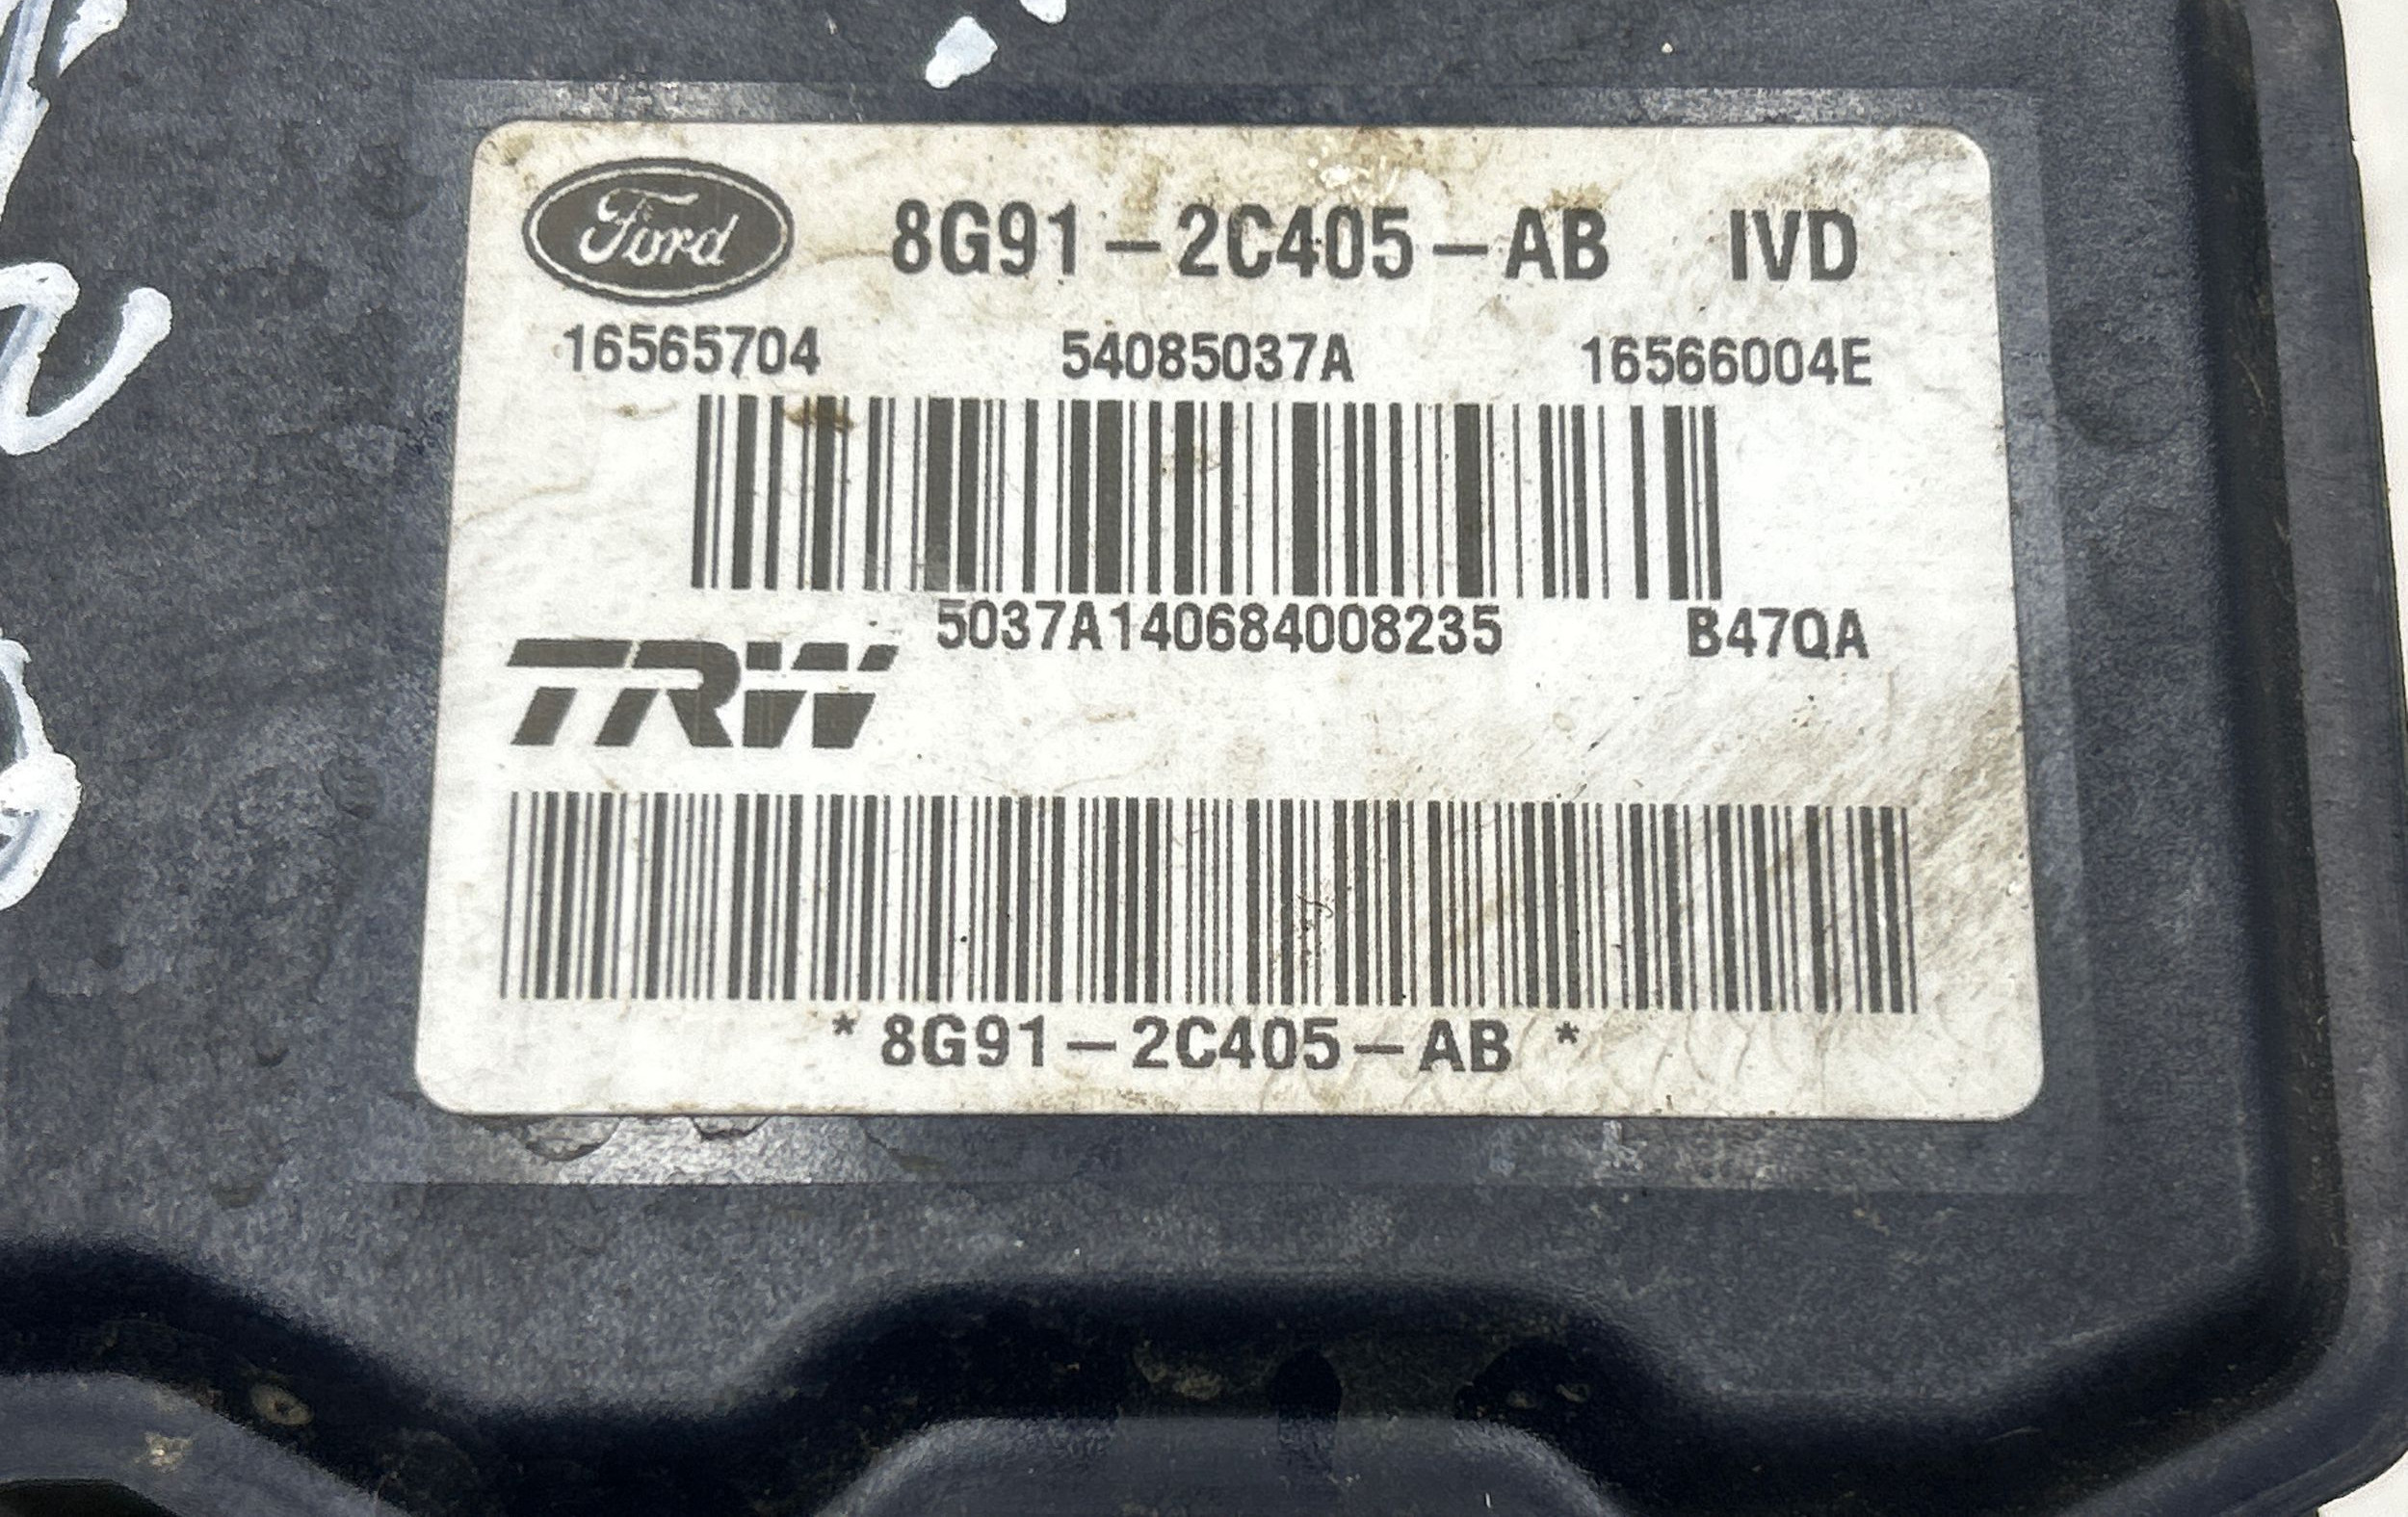 Ford 8G91-2C405-AB IVD
16565704 54085037A 16566004E
5037A140684008235 B47QA
TRW
* 8G91-2C405-AB *